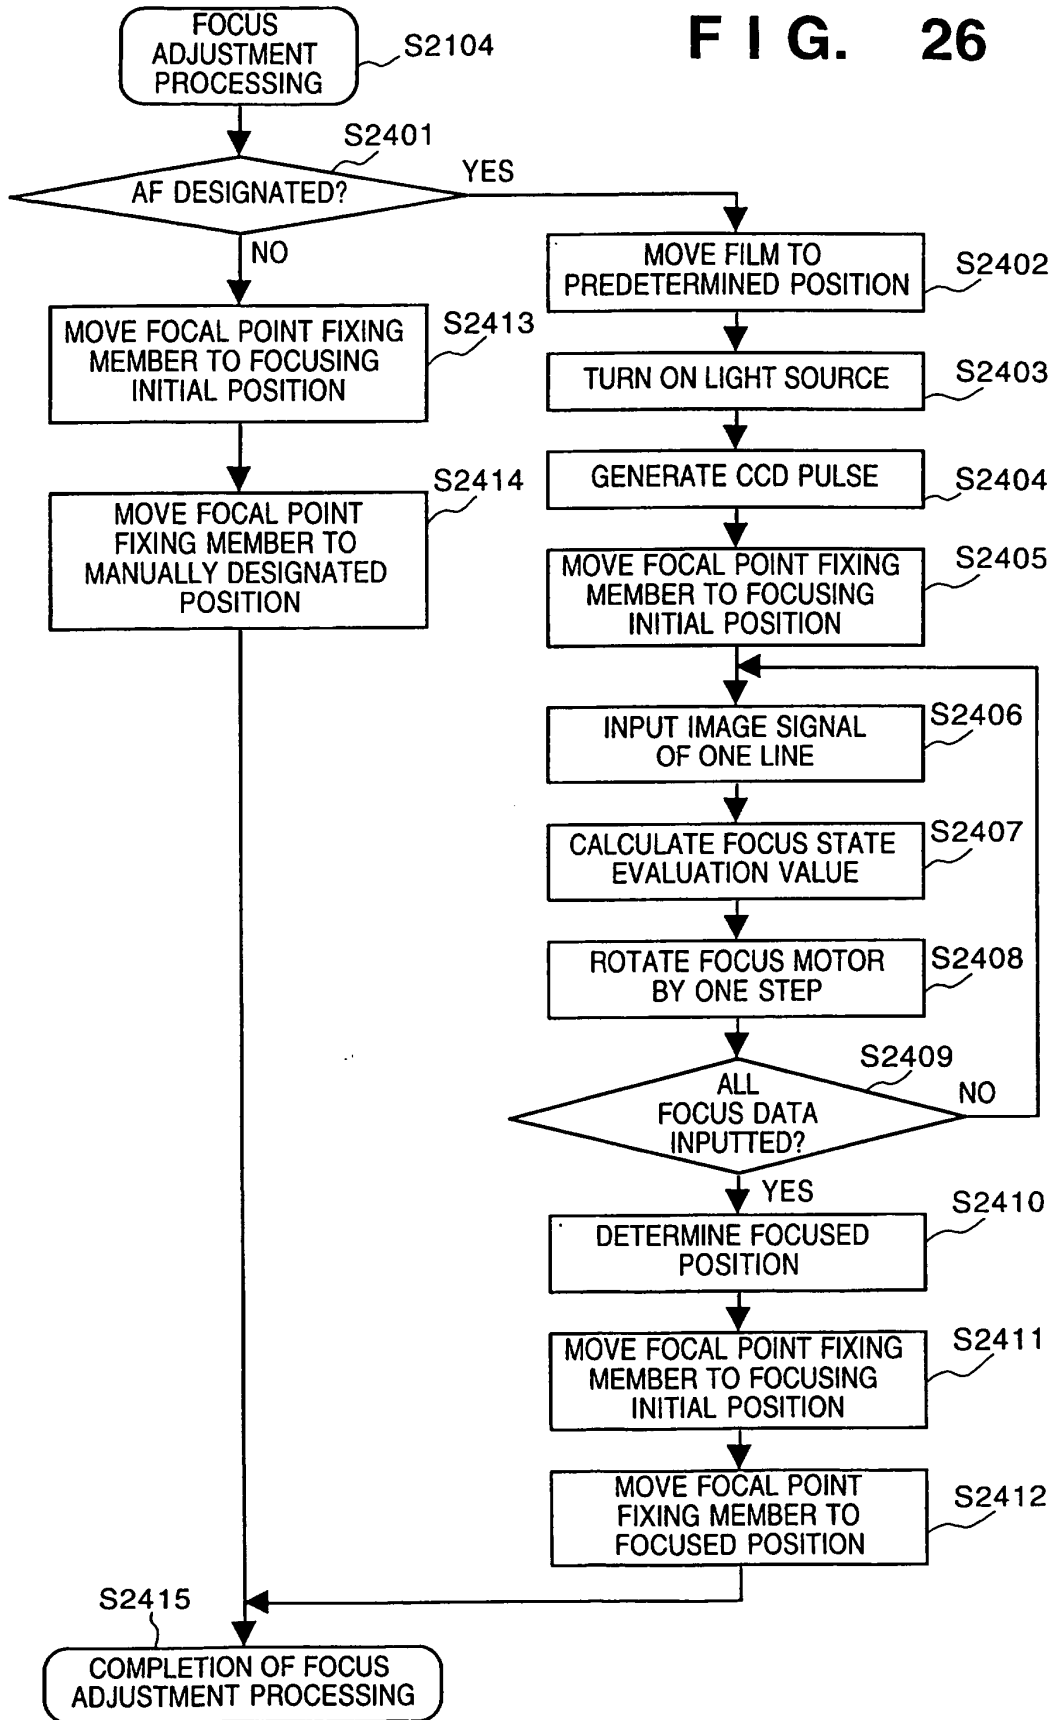 FIG. 26
FOCUS
ADJUSTMENT
PROCESSING
S2104
S2401
AF DESIGNATED?
YES
NO
MOVE FILM TO
PREDETERMINED POSITION
S2402
MOVE FOCAL POINT FIXING
MEMBER TO FOCUSING
INITIAL POSITION
S2413
TURN ON LIGHT SOURCE
S2403
GENERATE CCD PULSE
S2404
MOVE FOCAL POINT
FIXING MEMBER TO
MANUALLY DESIGNATED
POSITION
S2414
MOVE FOCAL POINT FIXING
MEMBER TO FOCUSING
INITIAL POSITION
S2405
INPUT IMAGE SIGNAL
OF ONE LINE
S2406
CALCULATE FOCUS STATE
EVALUATION VALUE
S2407
ROTATE FOCUS MOTOR
BY ONE STEP
S2408
S2409
ALL
FOCUS DATA
INPUTTED?
NO
YES
DETERMINE FOCUSED
POSITION
S2410
MOVE FOCAL POINT FIXING
MEMBER TO FOCUSING
INITIAL POSITION
S2411
MOVE FOCAL POINT
FIXING MEMBER TO
FOCUSED POSITION
S2412
S2415
COMPLETION OF FOCUS
ADJUSTMENT PROCESSING